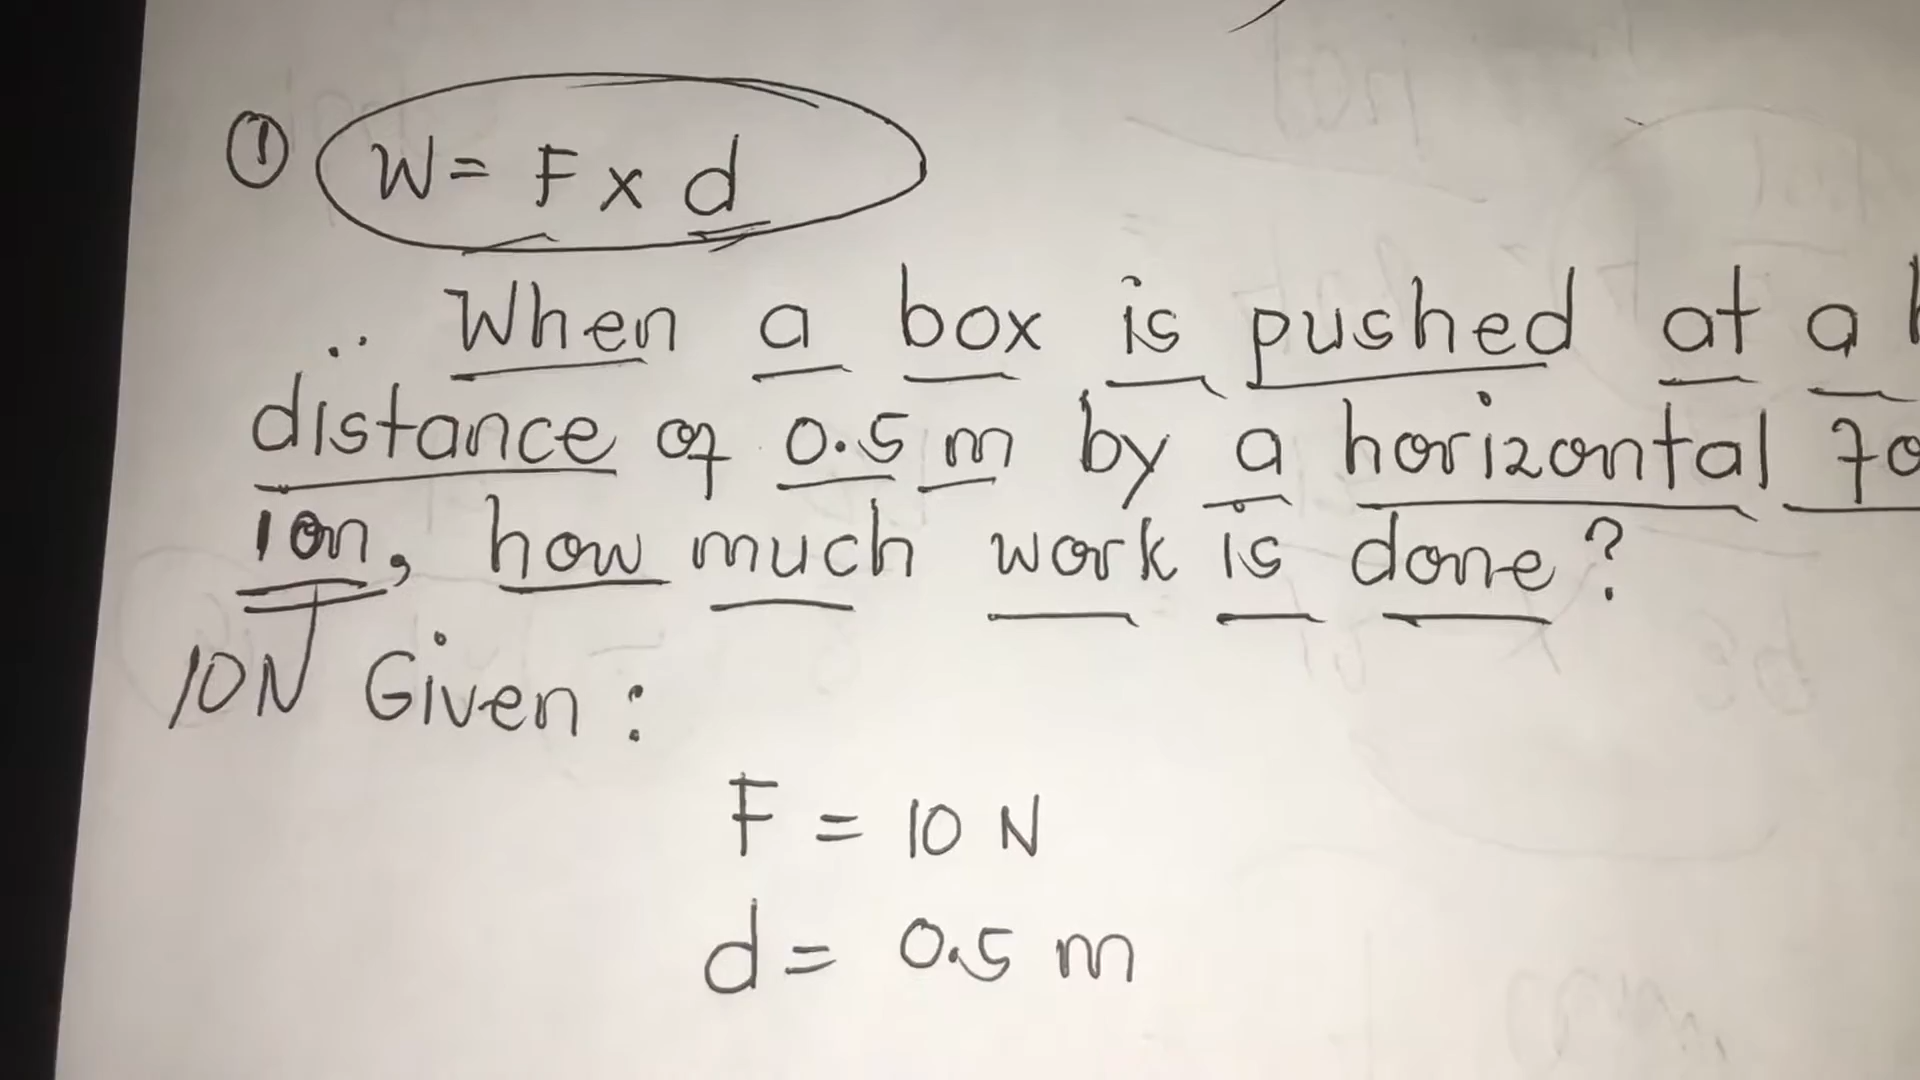 ① W = F x d
∴ When a box is pushed at a
distance of 0.5 m by a horizontal
10n, how much work is done?
10N Given:
F = 10 N
d = 0.5 m